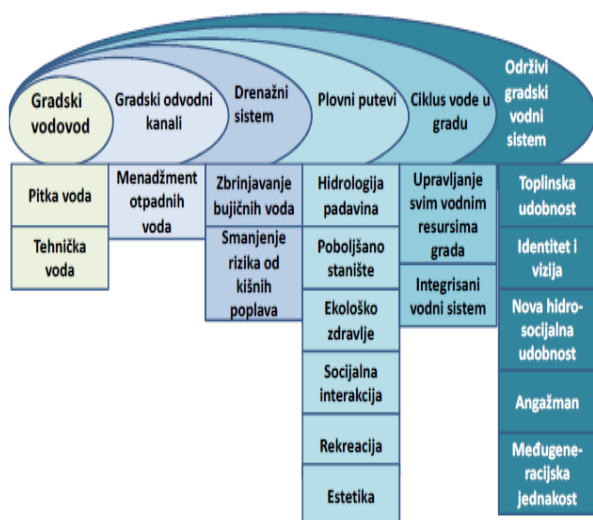 Gradski
vodovod
Gradski odvodni
kanali
Drenažni
sistem
Plovni putevi
Ciklus vode u
gradu
Održivi
gradski
vodni
sistem
Pitka voda
Tehnička
voda
Menadžment
otpadnih
voda
Zbrinjavanje
bujičnih voda
Smanjenje
rizika od
kišnih
poplava
Hidrologija
padavina
Poboljšano
stanište
Ekološko
zdravlje
Socijalna
interakcija
Rekreacija
Estetika
Upravljanje
svim vodnim
resursima
grada
Integrisani
vodni sistem
Toplinska
udobnost
Identitet i
vizija
Nova hidro-
socijalna
udobnost
Angažman
Međugene-
racijska
jednakost